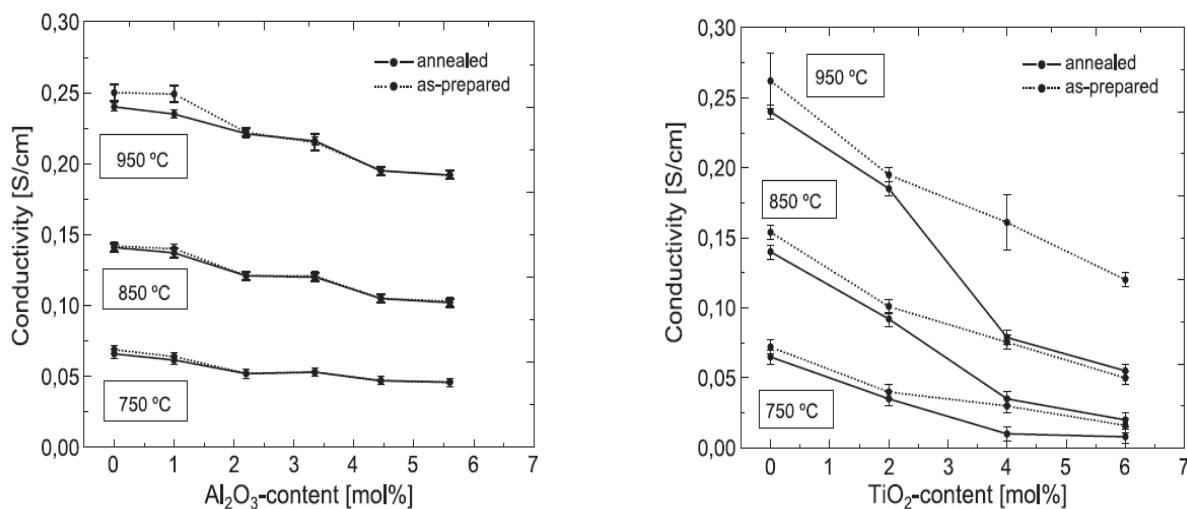 0,30
0,25
0,20
0,15
0,10
0,05
0,00
Conductivity [S/cm]
annealed
as-prepared
950 ºC
850 ºC
750 ºC
0 1 2 3 4 5 6 7
Al₂O₃-content [mol%]
0,30
0,25
0,20
0,15
0,10
0,05
0,00
Conductivity [S/cm]
950 ºC
annealed
as-prepared
850 ºC
750 ºC
0 1 2 3 4 5 6 7
TiO₂-content [mol%]